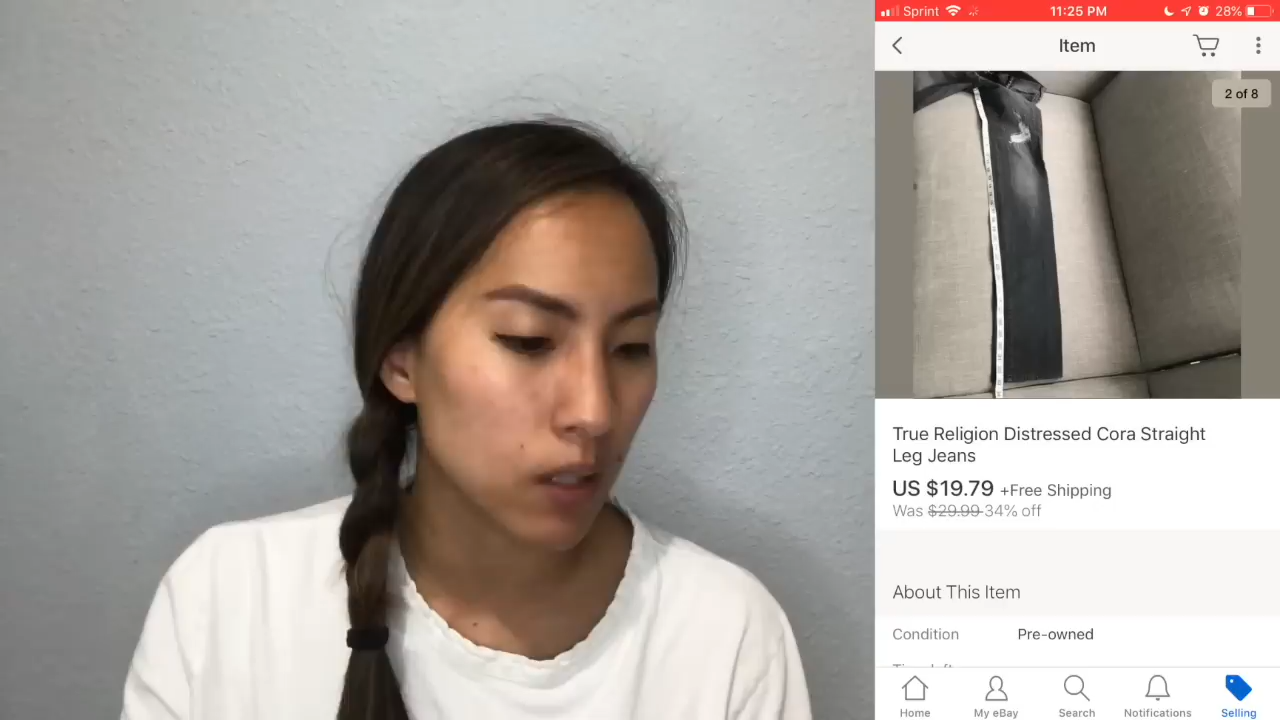 Sprint 11:25 PM 28%
Item
2 of 8
True Religion Distressed Cora Straight
Leg Jeans
US $19.79 +Free Shipping
Was $29.99 34% off
About This Item
Condition Pre-owned
Home My eBay Search Notifications Selling